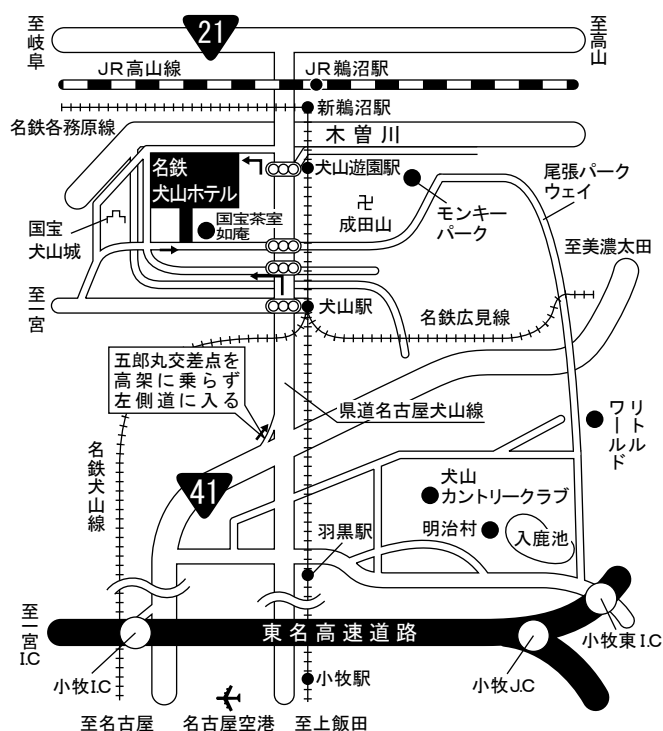 至岐阜
21
至高山
JR高山線
JR鵜沼駅
新鵜沼駅
名鉄各務原線
木曽川
名鉄
犬山ホテル
犬山遊園駅
尾張パーク
ウェイ
卍
成田山
モンキー
パーク
国宝
犬山城
国宝茶室
如庵
至美濃太田
至一宮
犬山駅
名鉄広見線
五郎丸交差点を
高架に乗らず
左側道に入る
県道名古屋犬山線
リトル
ワールド
名鉄犬山線
41
犬山
カントリークラブ
羽黒駅
明治村
入鹿池
至一宮I.C
東名高速道路
小牧東I.C
小牧I.C
小牧駅
小牧J.C
至名古屋
名古屋空港
至上飯田